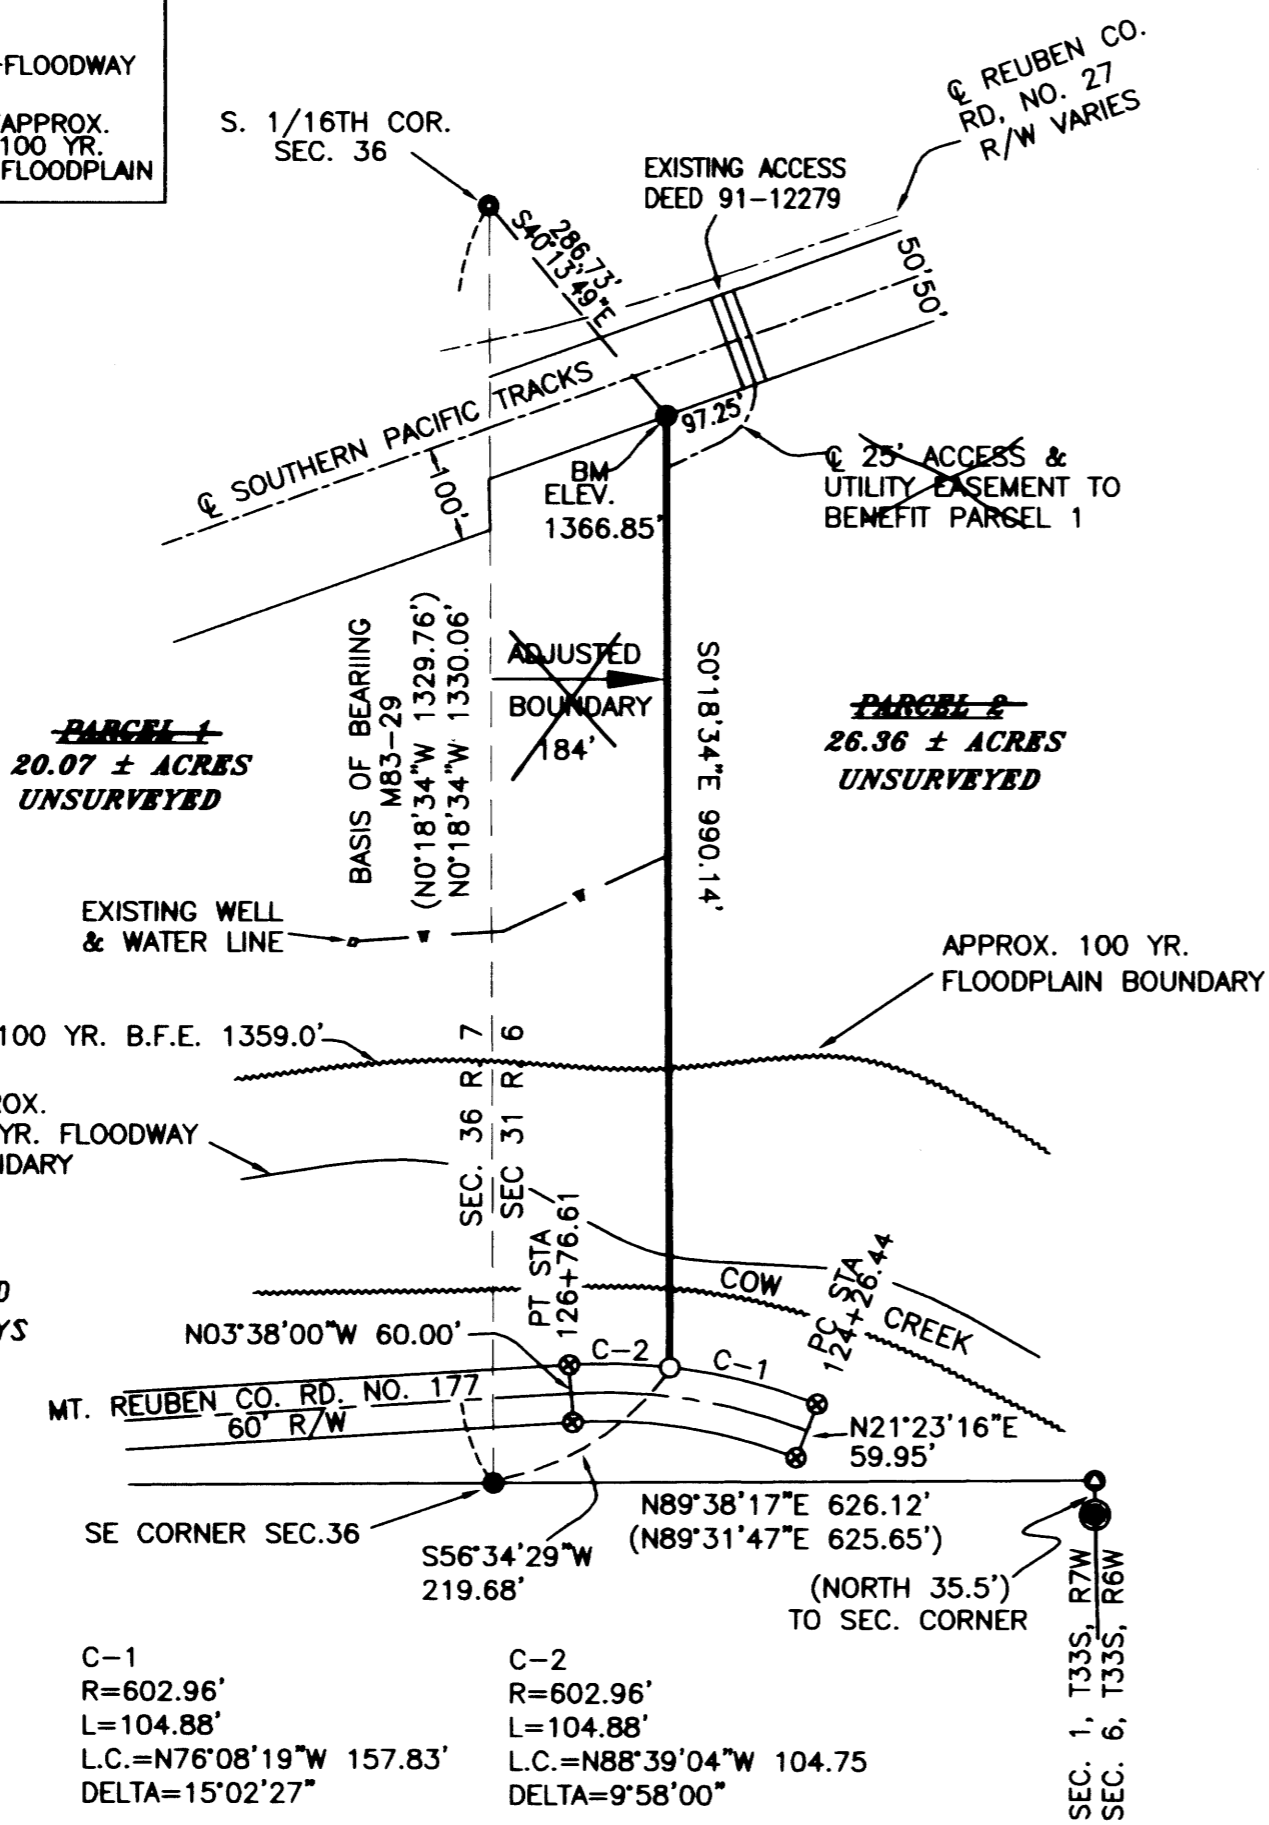 FLOODWAY
APPROX.
100 YR.
FLOODPLAIN
S. 1/16TH COR.
SEC. 36
℄ REUBEN CO.
RD, NO. 27
R/W VARIES
EXISTING ACCESS
DEED 91-12279
286.73'
S40°13'49"E
50'
50'
℄ SOUTHERN PACIFIC TRACKS
100'
97.25'
BM
ELEV.
1366.85'
℄ 25' ACCESS &
UTILITY EASEMENT TO
BENEFIT PARCEL 1
BASIS OF BEARIING
M83-29
(N0°18'34"W 1329.76')
N0°18'34"W 1330.06'
ADJUSTED
BOUNDARY
184'
S0°18'34"E 990.14'
PARCEL 1
20.07 ± ACRES
UNSURVEYED
PARCEL 2
26.36 ± ACRES
UNSURVEYED
EXISTING WELL
& WATER LINE
APPROX. 100 YR.
FLOODPLAIN BOUNDARY
100 YR. B.F.E. 1359.0'
SEC. 36 R. 7
SEC 31 R. 6
OX.
YR. FLOODWAY
NDARY
PT STA
126+76.61
COW CREEK
PC STA
124+26.44
D
YS
N03°38'00"W 60.00'
C-2
C-1
MT. REUBEN CO. RD. NO. 177
60' R/W
N21°23'16"E
59.95'
SE CORNER SEC.36
N89°38'17"E 626.12'
(N89°31'47"E 625.65')
S56°34'29"W
219.68'
(NORTH 35.5')
TO SEC. CORNER
SEC. 1, T33S, R7W
SEC. 6, T33S, R6W
C-1
R=602.96'
L=104.88'
L.C.=N76°08'19"W 157.83'
DELTA=15°02'27"
C-2
R=602.96'
L=104.88'
L.C.=N88°39'04"W 104.75
DELTA=9°58'00"